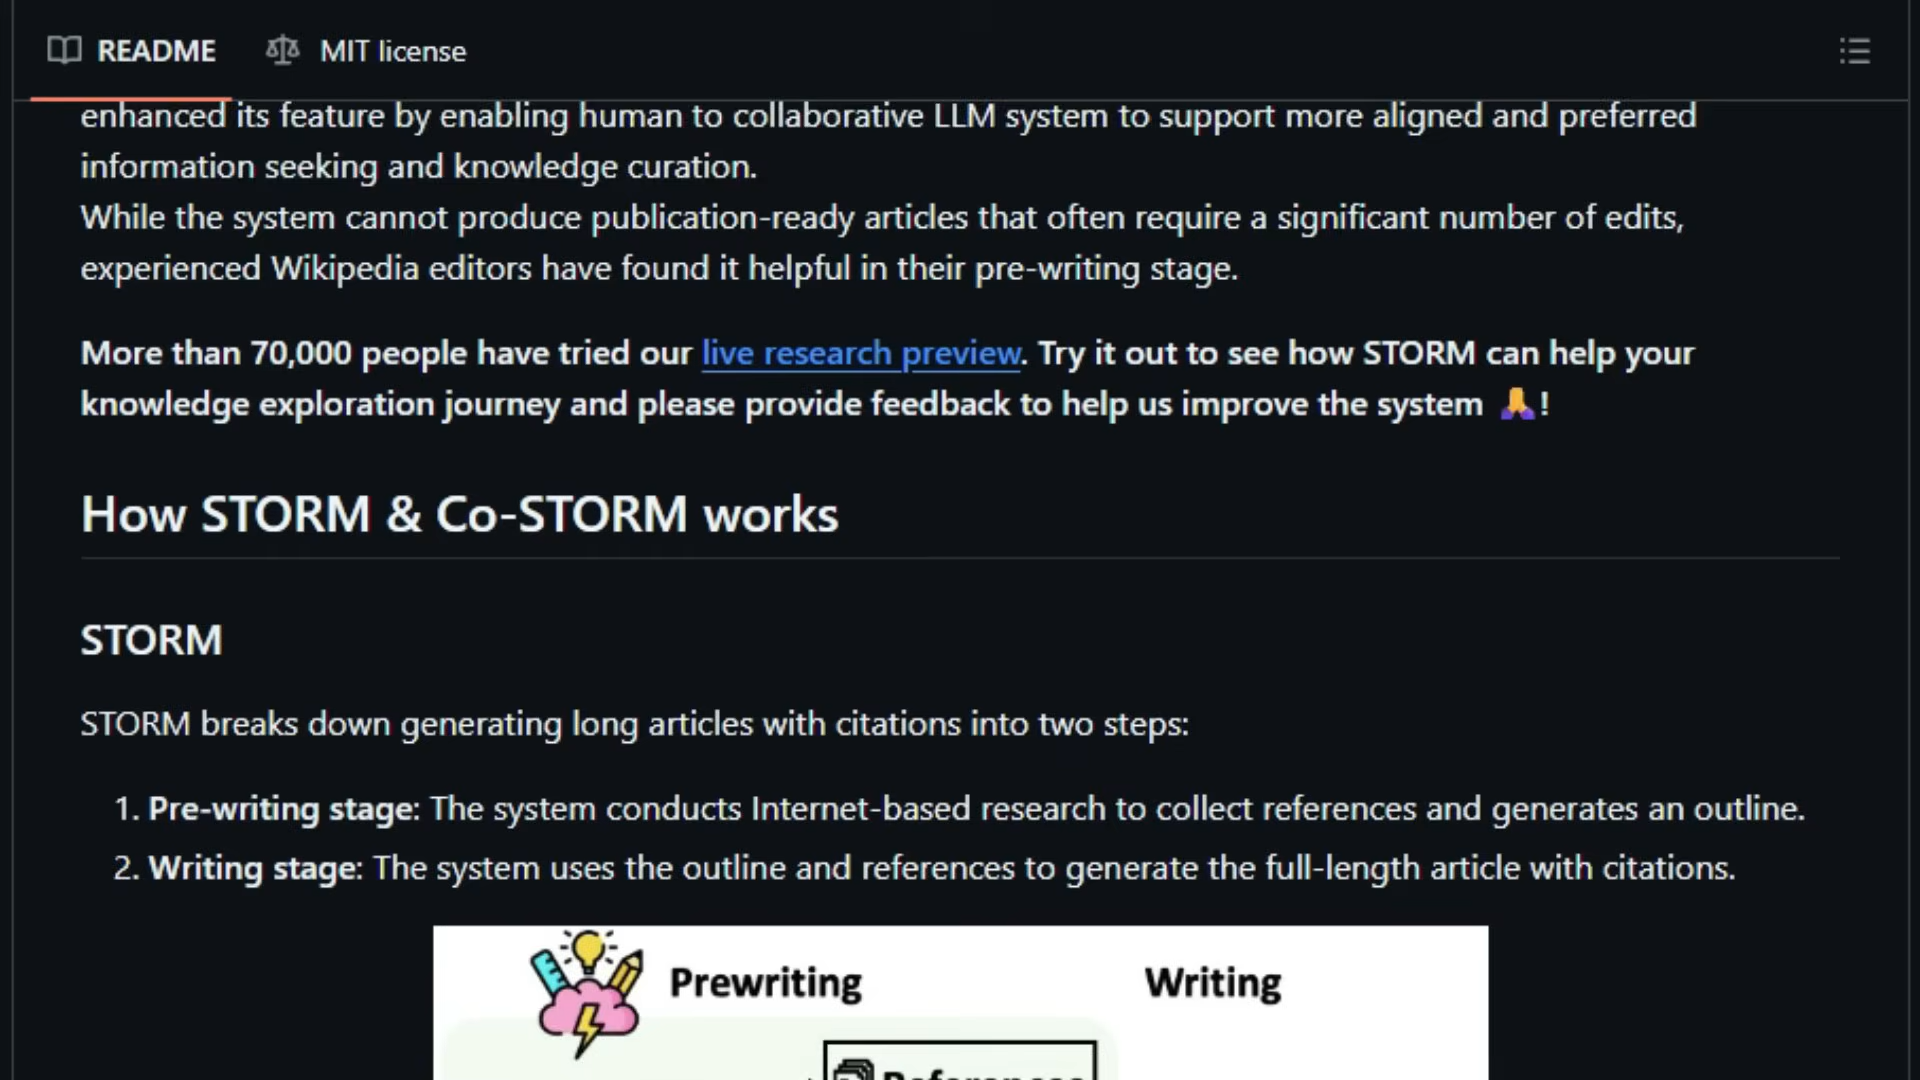 README
MIT license
enhanced its feature by enabling human to collaborative LLM system to support more aligned and preferred
information seeking and knowledge curation.
While the system cannot produce publication-ready articles that often require a significant number of edits,
experienced Wikipedia editors have found it helpful in their pre-writing stage.
More than 70,000 people have tried our live research preview. Try it out to see how STORM can help your
knowledge exploration journey and please provide feedback to help us improve the system 🙏!
How STORM & Co-STORM works
STORM
STORM breaks down generating long articles with citations into two steps:
1. Pre-writing stage: The system conducts Internet-based research to collect references and generates an outline.
2. Writing stage: The system uses the outline and references to generate the full-length article with citations.
Prewriting
Writing
References